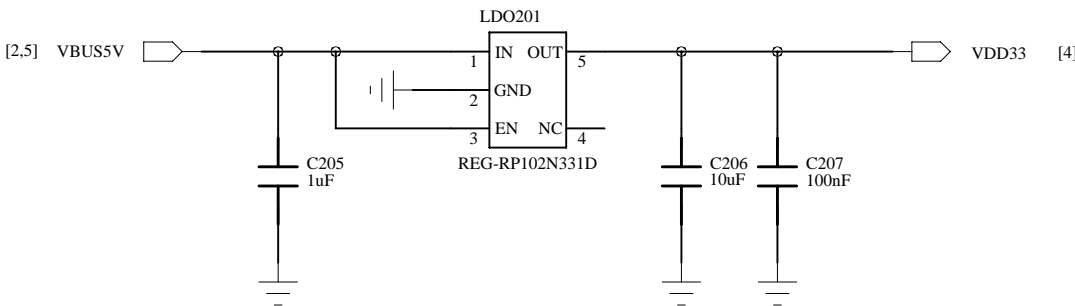 LDO201
[2,5] VBUS5V
1 IN OUT 5
VDD33 [4]
2 GND
3 EN NC 4
REG-RP102N331D
C205
1uF
C206
10uF
C207
100nF